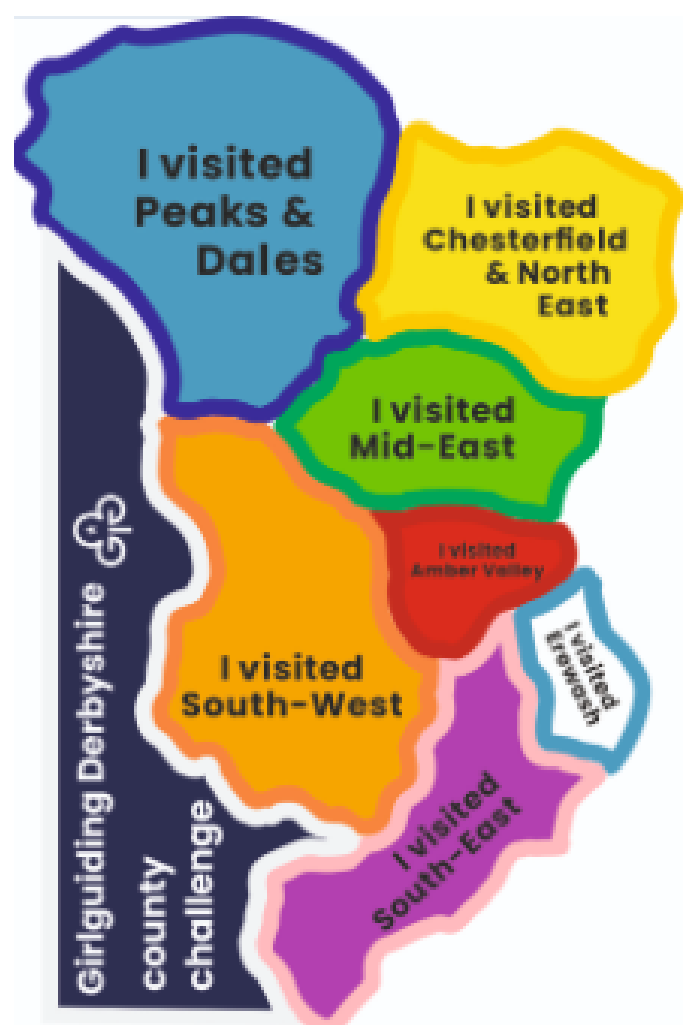 I visited
Peaks &
Dales
I visited
Chesterfield
& North
East
I visited
Mid-East
I visited
Amber Valley
I visited
Erewash
I visited
South-West
I visited
South-East
Girlguiding Derbyshire
county
challenge